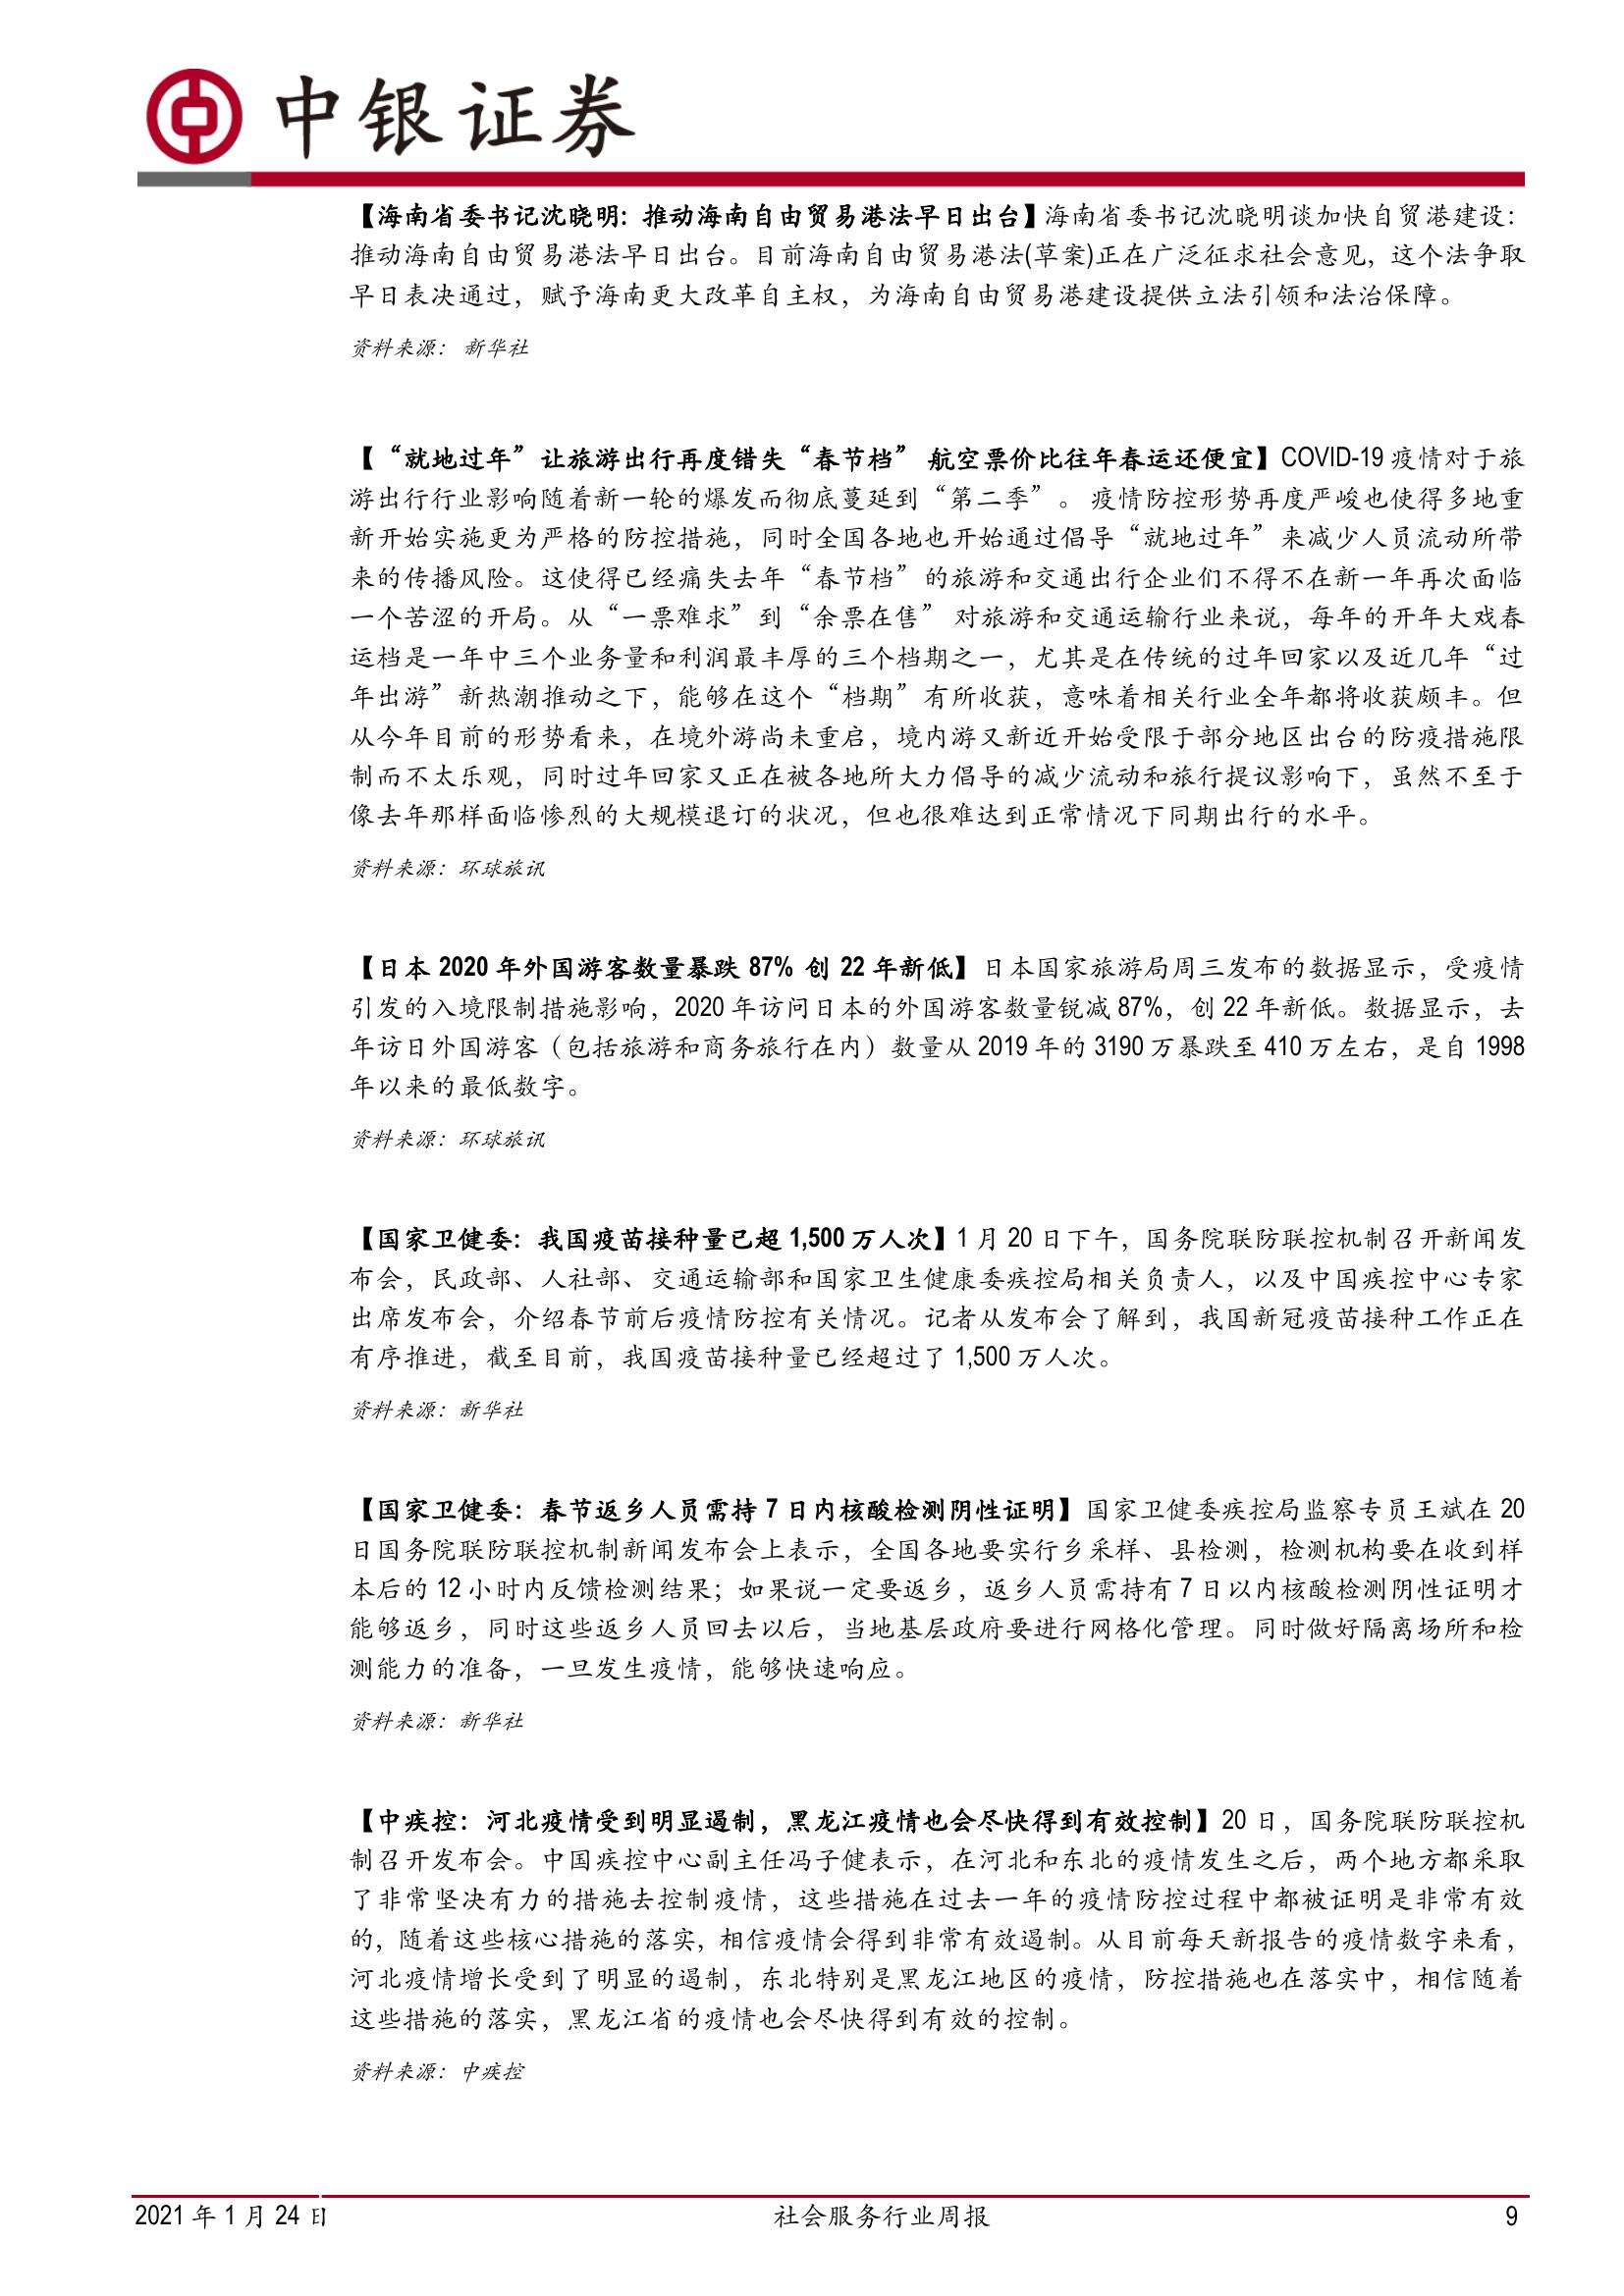 中银证券
【海南省委书记沈晓明：推动海南自由贸易港法早日出台】海南省委书记沈晓明谈加快自贸港建设：
推动海南自由贸易港法早日出台。目前海南自由贸易港法(草案)正在广泛征求社会意见，这个法争取
早日表决通过，赋予海南更大改革自主权，为海南自由贸易港建设提供立法引领和法治保障。
资料来源： 新华社
【“就地过年”让旅游出行再度错失“春节档” 航空票价比往年春运还便宜】COVID-19 疫情对于旅
游出行行业影响随着新一轮的爆发而彻底蔓延到“第二季”。 疫情防控形势再度严峻也使得多地重
新开始实施更为严格的防控措施，同时全国各地也开始通过倡导“就地过年”来减少人员流动所带
来的传播风险。这使得已经痛失去年“春节档”的旅游和交通出行企业们不得不在新一年再次面临
一个苦涩的开局。从“一票难求”到“余票在售” 对旅游和交通运输行业来说，每年的开年大戏春
运档是一年中三个业务量和利润最丰厚的三个档期之一，尤其是在传统的过年回家以及近几年“过
年出游”新热潮推动之下，能够在这个“档期”有所收获，意味着相关行业全年都将收获颇丰。但
从今年目前的形势看来，在境外游尚未重启，境内游又新近开始受限于部分地区出台的防疫措施限
制而不太乐观，同时过年回家又正在被各地所大力倡导的减少流动和旅行提议影响下，虽然不至于
像去年那样面临惨烈的大规模退订的状况，但也很难达到正常情况下同期出行的水平。
资料来源：环球旅讯
【日本 2020 年外国游客数量暴跌 87% 创 22 年新低】日本国家旅游局周三发布的数据显示，受疫情
引发的入境限制措施影响，2020 年访问日本的外国游客数量锐减 87%，创 22 年新低。数据显示，去
年访日外国游客（包括旅游和商务旅行在内）数量从 2019 年的 3190 万暴跌至 410 万左右，是自 1998
年以来的最低数字。
资料来源：环球旅讯
【国家卫健委：我国疫苗接种量已超 1,500 万人次】1 月 20 日下午，国务院联防联控机制召开新闻发
布会，民政部、人社部、交通运输部和国家卫生健康委疾控局相关负责人，以及中国疾控中心专家
出席发布会，介绍春节前后疫情防控有关情况。记者从发布会了解到，我国新冠疫苗接种工作正在
有序推进，截至目前，我国疫苗接种量已经超过了 1,500 万人次。
资料来源：新华社
【国家卫健委：春节返乡人员需持 7 日内核酸检测阴性证明】国家卫健委疾控局监察专员王斌在 20
日国务院联防联控机制新闻发布会上表示，全国各地要实行乡采样、县检测，检测机构要在收到样
本后的 12 小时内反馈检测结果；如果说一定要返乡，返乡人员需持有 7 日以内核酸检测阴性证明才
能够返乡，同时这些返乡人员回去以后，当地基层政府要进行网格化管理。同时做好隔离场所和检
测能力的准备，一旦发生疫情，能够快速响应。
资料来源：新华社
【中疾控：河北疫情受到明显遏制，黑龙江疫情也会尽快得到有效控制】20 日，国务院联防联控机
制召开发布会。中国疾控中心副主任冯子健表示，在河北和东北的疫情发生之后，两个地方都采取
了非常坚决有力的措施去控制疫情，这些措施在过去一年的疫情防控过程中都被证明是非常有效
的，随着这些核心措施的落实，相信疫情会得到非常有效遏制。从目前每天新报告的疫情数字来看，
河北疫情增长受到了明显的遏制，东北特别是黑龙江地区的疫情，防控措施也在落实中，相信随着
这些措施的落实，黑龙江省的疫情也会尽快得到有效的控制。
资料来源：中疾控
2021 年 1 月 24 日 社会服务行业周报 9